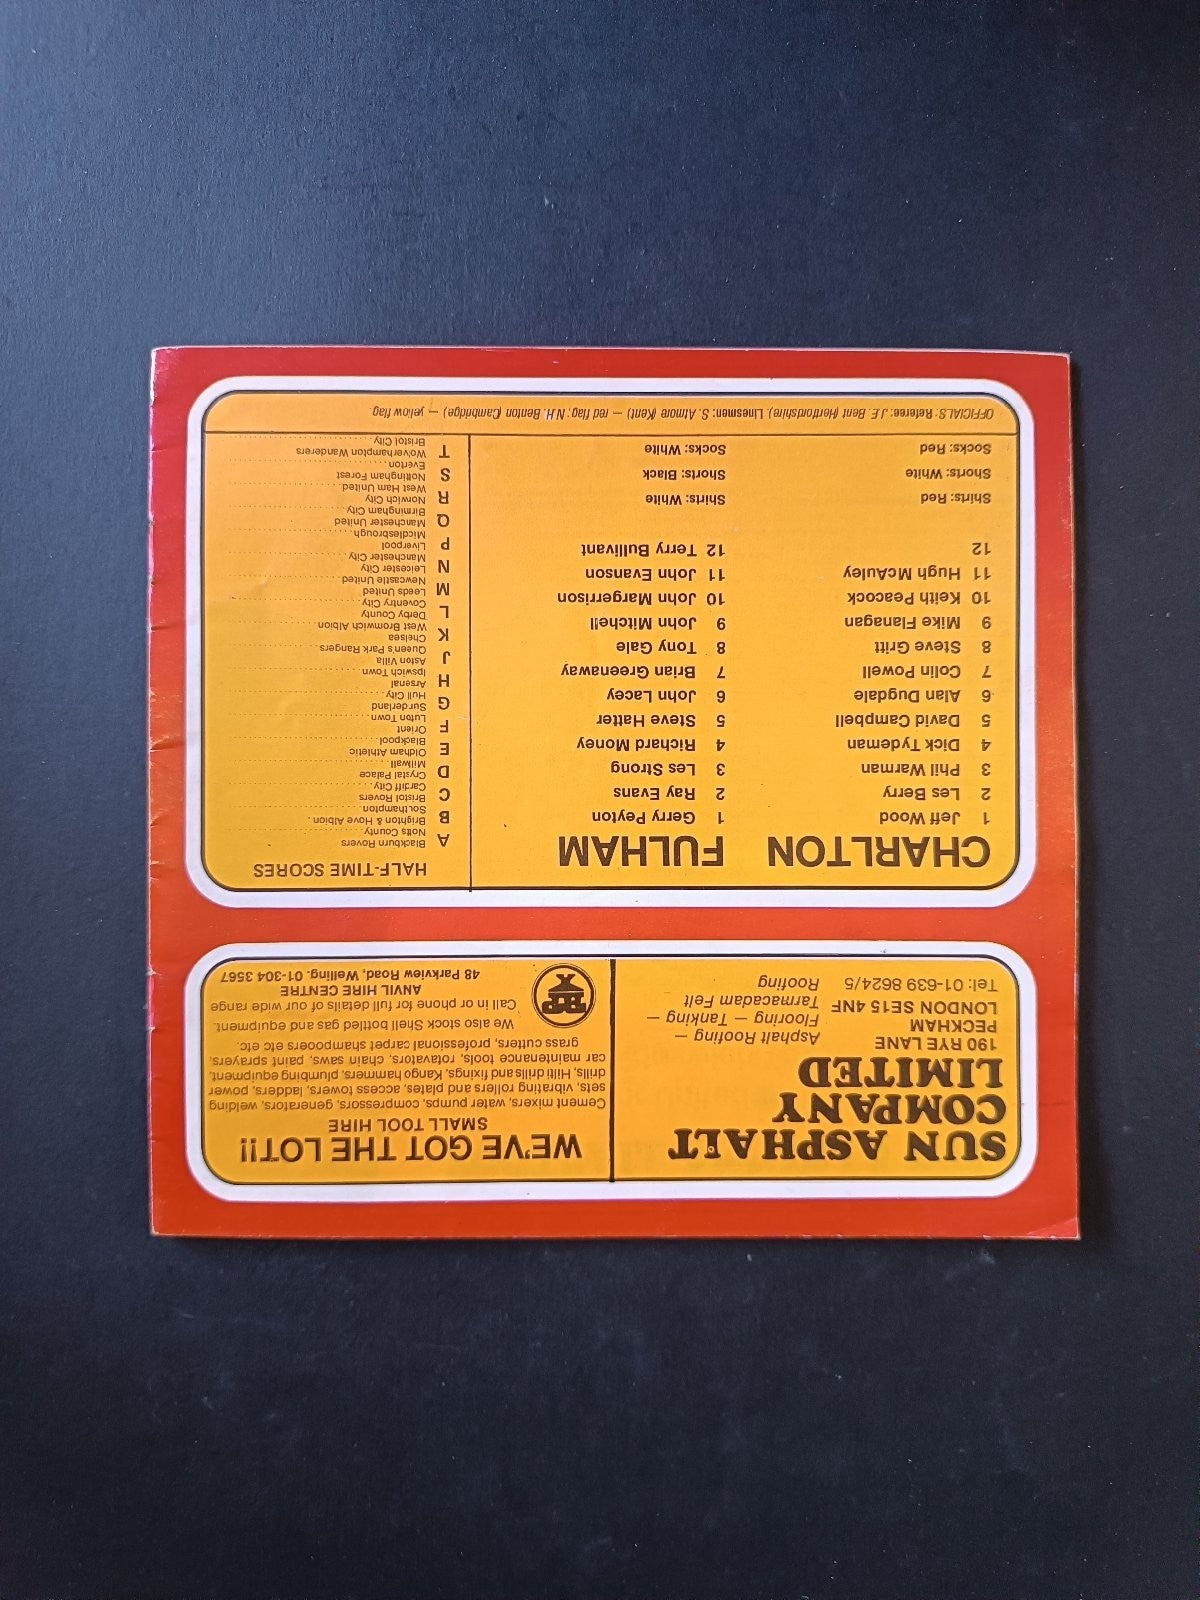 SUN ASPHALT
COMPANY
LIMITED
190 RYE LANE
PECKHAM
LONDON SE15 4NF
Tel: 01-639 8624/5
Asphalt Roofing —
Flooring — Tanking —
Tarmacadam Felt
Roofing
WE'VE GOT THE LOT!!
SMALL TOOL HIRE
Cement mixers, water pumps, compressors, generators, welding
sets, vibrating rollers and plates, access towers, ladders, power
drills, Hilti drills and fixings, Kango hammers, plumbing equipment,
car maintenance tools, rotavators, chain saws, paint sprayers,
grass cutters, professional carpet shampooers etc etc.
We also stock Shell bottled gas and equipment.
Call in or phone for full details of our wide range
ANVIL HIRE CENTRE
48 Parkview Road, Welling. 01-304 3567
CHARLTON
1 Jeff Wood
2 Les Berry
3 Phil Warman
4 Dick Tydeman
5 David Campbell
6 Alan Dugdale
7 Colin Powell
8 Steve Gritt
9 Mike Flanagan
10 Keith Peacock
11 Hugh McAuley
12
Shirts: Red
Shorts: White
Socks: Red
FULHAM
1 Gerry Peyton
2 Ray Evans
3 Les Strong
4 Richard Money
5 Steve Hatter
6 John Lacey
7 Brian Greenaway
8 Tony Gale
9 John Mitchell
10 John Margerrison
11 John Evanson
12 Terry Bullivant
Shirts: White
Shorts: Black
Socks: White
HALF-TIME SCORES
A Blackburn Rovers
Notts County
B Brighton & Hove Albion
Southampton
C Bristol Rovers
Cardiff City
D Crystal Palace
Millwall
E Oldham Athletic
Blackpool
F Orient
Luton Town
G Sunderland
Hull City
H Arsenal
Ipswich Town
J Aston Villa
Queen's Park Rangers
K Chelsea
West Bromwich Albion
L Derby County
Coventry City
M Leeds United
Newcastle United
N Leicester City
Manchester City
P Liverpool
Middlesbrough
Q Manchester United
Birmingham City
R Norwich City
West Ham United
S Nottingham Forest
Everton
T Wolverhampton Wanderers
Bristol City
OFFICIALS: Referee: J.E. Bent (Hertfordshire). Linesmen: S. Almore (Kent) — red flag; N.H. Benton (Cambridge) — yellow flag